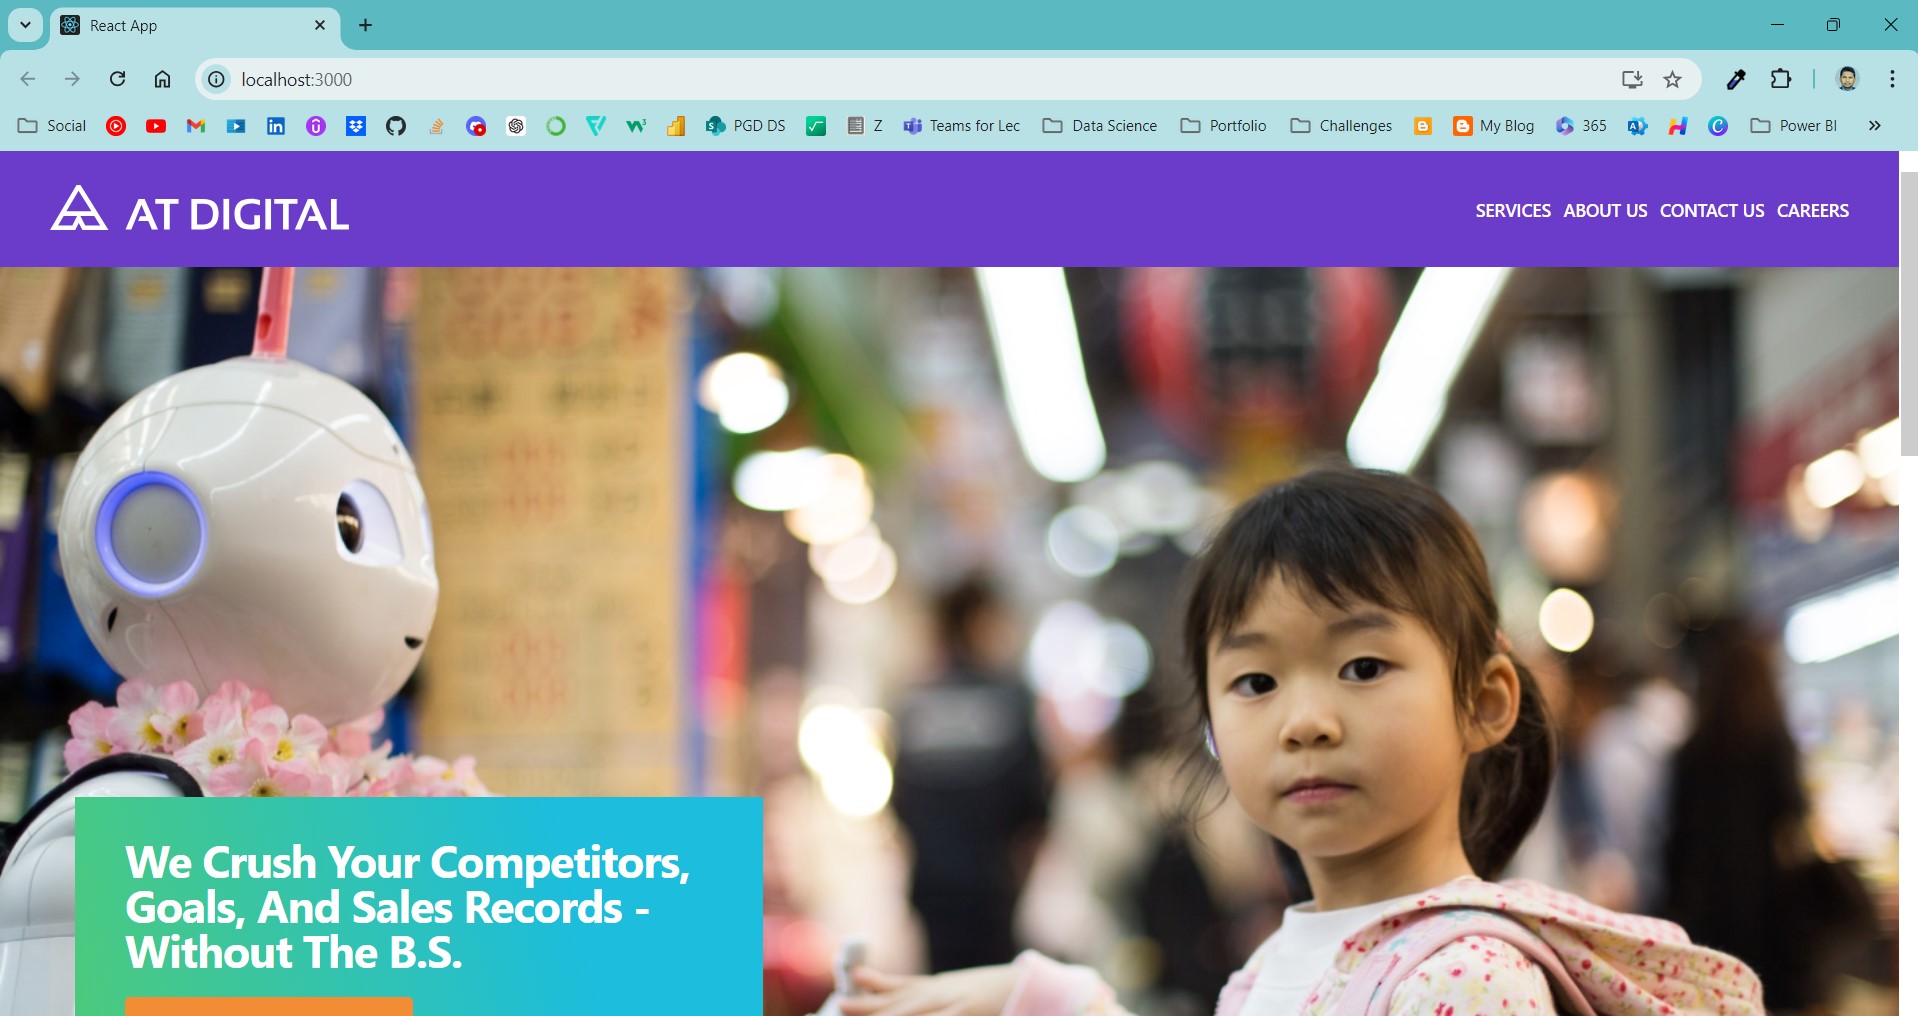 React App
localhost:3000
Social
PGD DS
Z
Teams for Lec
Data Science
Portfolio
Challenges
My Blog
365
Power BI
AT DIGITAL
SERVICES ABOUT US CONTACT US CAREERS
We Crush Your Competitors,
Goals, And Sales Records -
Without The B.S.